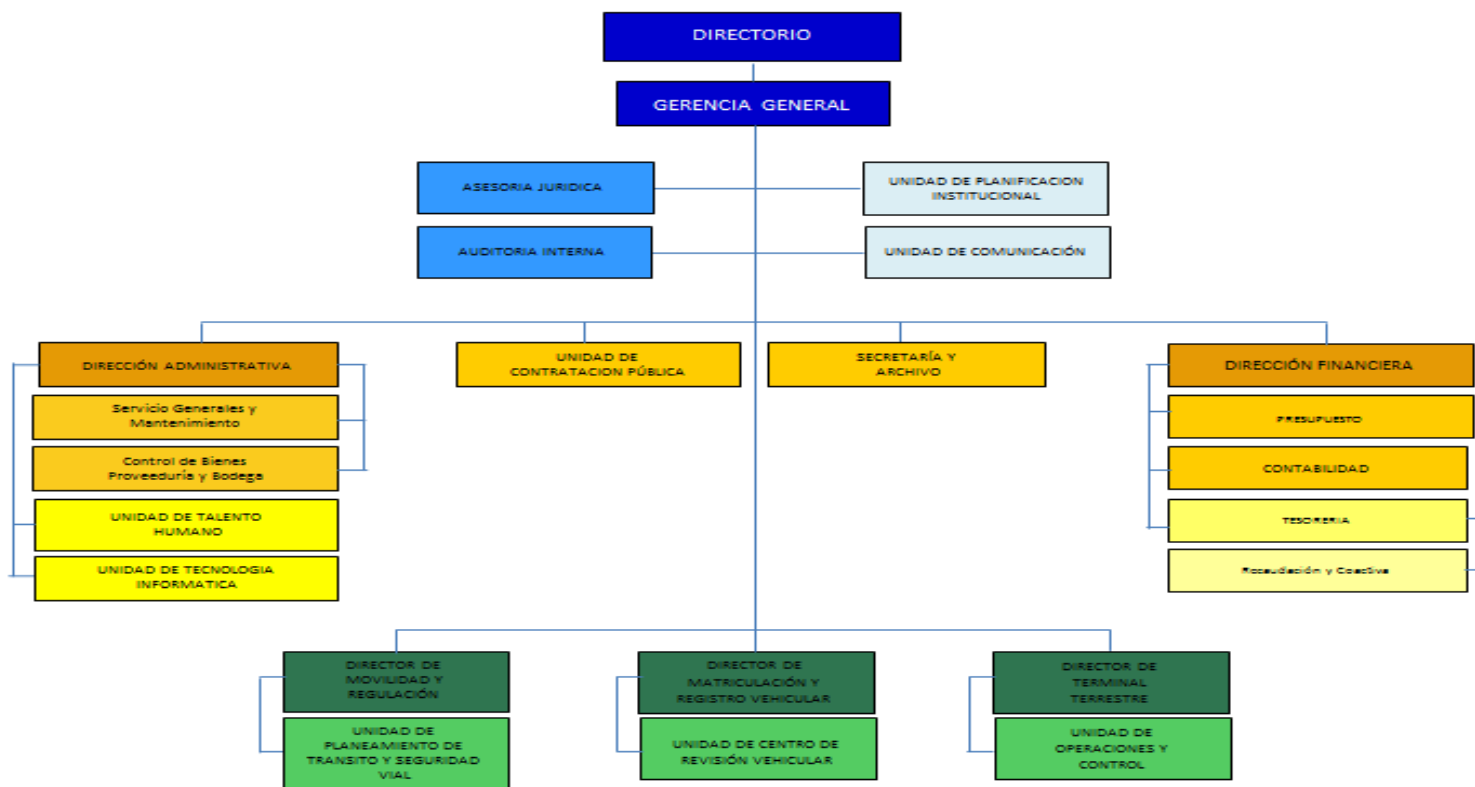 DIRECTORIO
GERENCIA GENERAL
ASESORIA JURIDICA
UNIDAD DE PLANIFICACION
INSTITUCIONAL
AUDITORIA INTERNA
UNIDAD DE COMUNICACIÓN
DIRECCIÓN ADMINISTRATIVA
UNIDAD DE
CONTRATACION PÚBLICA
SECRETARÍA Y
ARCHIVO
DIRECCIÓN FINANCIERA
Servicio Generales y
Mantenimiento
PRESUPUESTO
Control de Bienes
Proveeduría y Bodega
CONTABILIDAD
UNIDAD DE TALENTO
HUMANO
TESORERIA
UNIDAD DE TECNOLOGIA
INFORMATICA
Recaudación y Coactiva
DIRECTOR DE
MOVILIDAD Y
REGULACIÓN
DIRECTOR DE
MATRICULACIÓN Y
REGISTRO VEHICULAR
DIRECTOR DE
TERMINAL
TERRESTRE
UNIDAD DE
PLANEAMIENTO DE
TRANSITO Y SEGURIDAD
VIAL
UNIDAD DE CENTRO DE
REVISIÓN VEHICULAR
UNIDAD DE
OPERACIONES Y
CONTROL